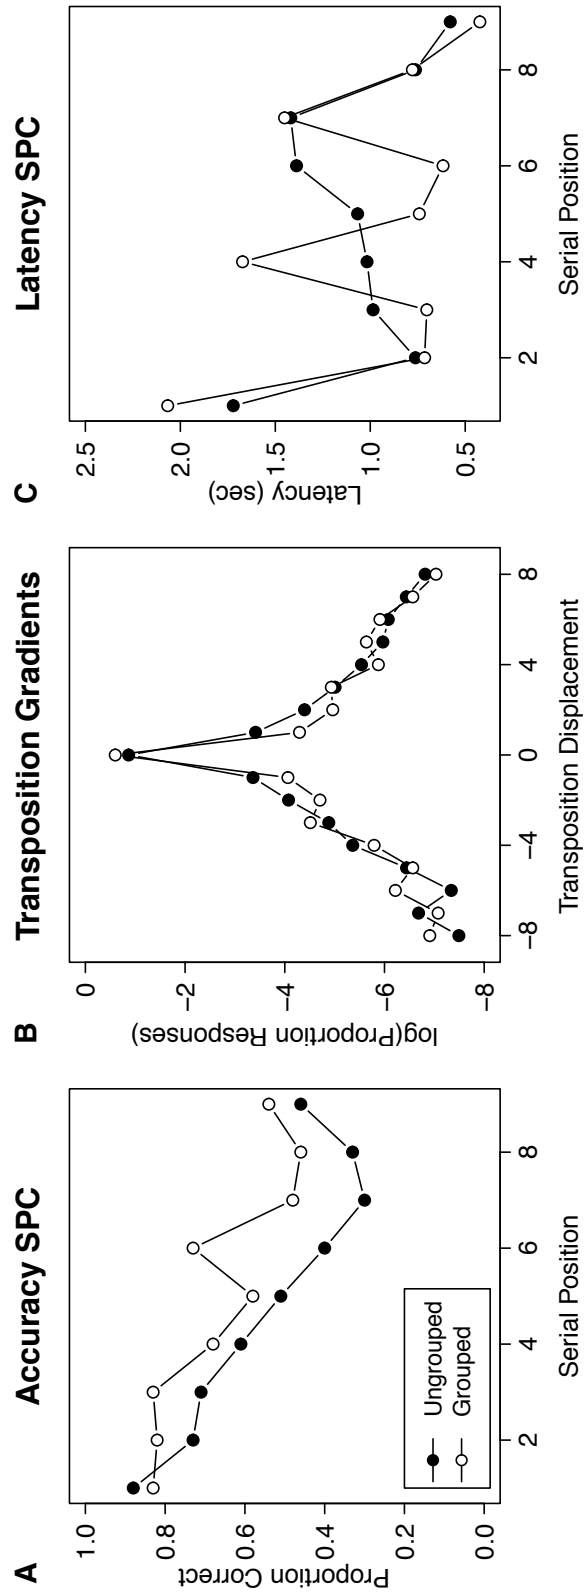 A
Accuracy SPC
Proportion Correct
1.0
0.8
0.6
0.4
0.2
0.0
Ungrouped
Grouped
2
4
6
8
Serial Position
B
Transposition Gradients
log(Proportion Responses)
0
−2
−4
−6
−8
−8
−4
0
4
8
Transposition Displacement
C
Latency SPC
Latency (sec)
2.5
2.0
1.5
1.0
0.5
2
4
6
8
Serial Position